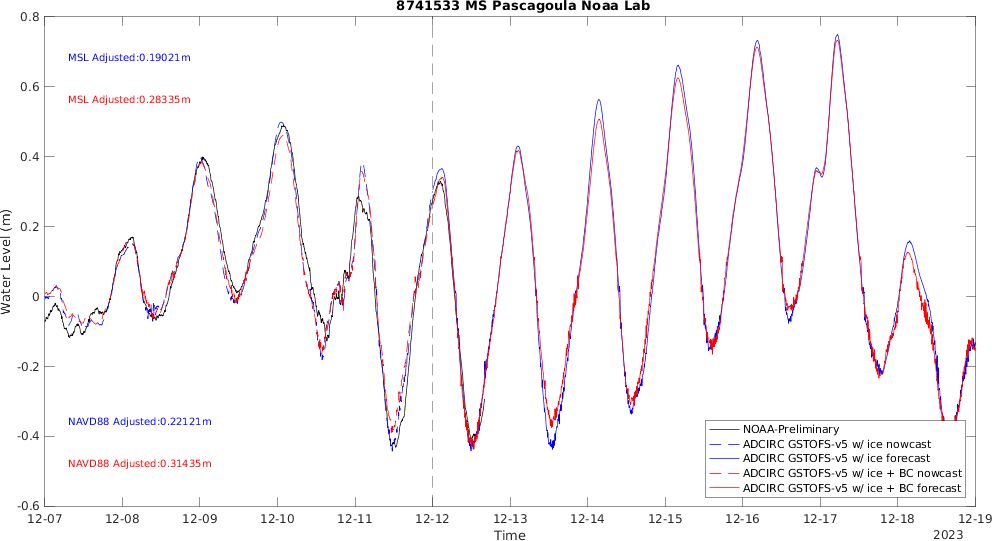 8741533 MS Pascagoula Noaa Lab
0.8
MSL Adjusted:0.19021m
0.6
MSL Adjusted:0.28335m
0.4
0.2
Water Level (m)
0
-0.2
NAVD88 Adjusted:0.22121m
-0.4
NAVD88 Adjusted:0.31435m
-0.6
NOAA-Preliminary
ADCIRC GSTOFS-v5 w/ ice nowcast
ADCIRC GSTOFS-v5 w/ ice forecast
ADCIRC GSTOFS-v5 w/ ice + BC nowcast
ADCIRC GSTOFS-v5 w/ ice + BC forecast
12-07 12-08 12-09 12-10 12-11 12-12 12-13 12-14 12-15 12-16 12-17 12-18 12-19
Time
2023